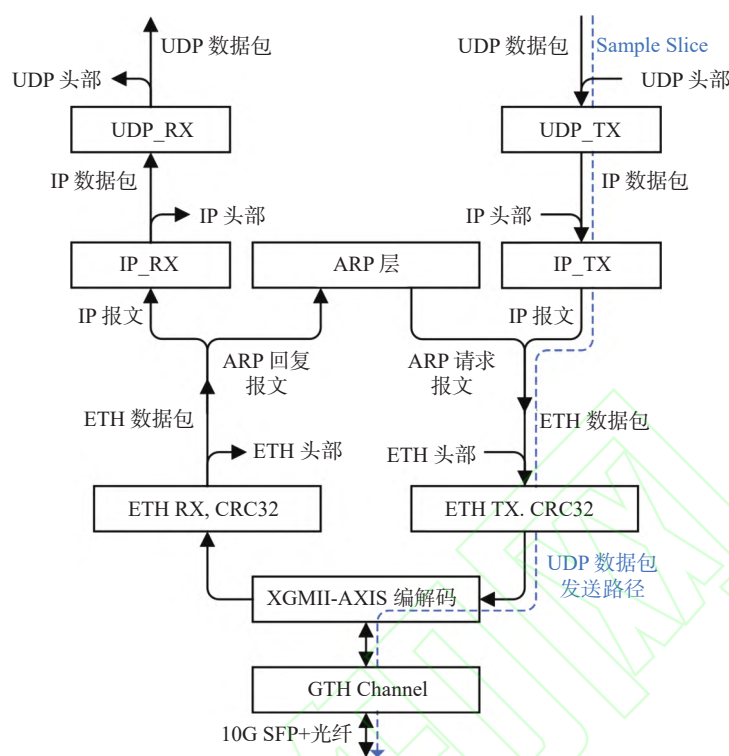 UDP 数据包
UDP 数据包
Sample Slice
UDP 头部
UDP 头部
UDP_RX
UDP_TX
IP 数据包
IP 数据包
IP 头部
IP 头部
IP_RX
ARP 层
IP_TX
IP 报文
IP 报文
ARP 回复
报文
ARP 请求
报文
ETH 数据包
ETH 数据包
ETH 头部
ETH 头部
ETH RX, CRC32
ETH TX. CRC32
UDP 数据包
发送路径
XGMII-AXIS 编解码
GTH Channel
10G SFP+光纤